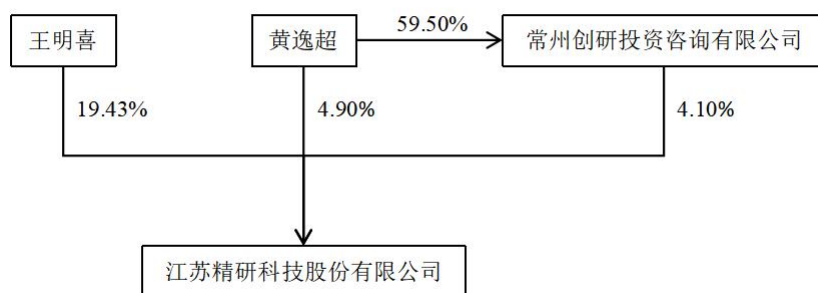 王明喜
黄逸超
59.50%
常州创研投资咨询有限公司
19.43%
4.90%
4.10%
江苏精研科技股份有限公司